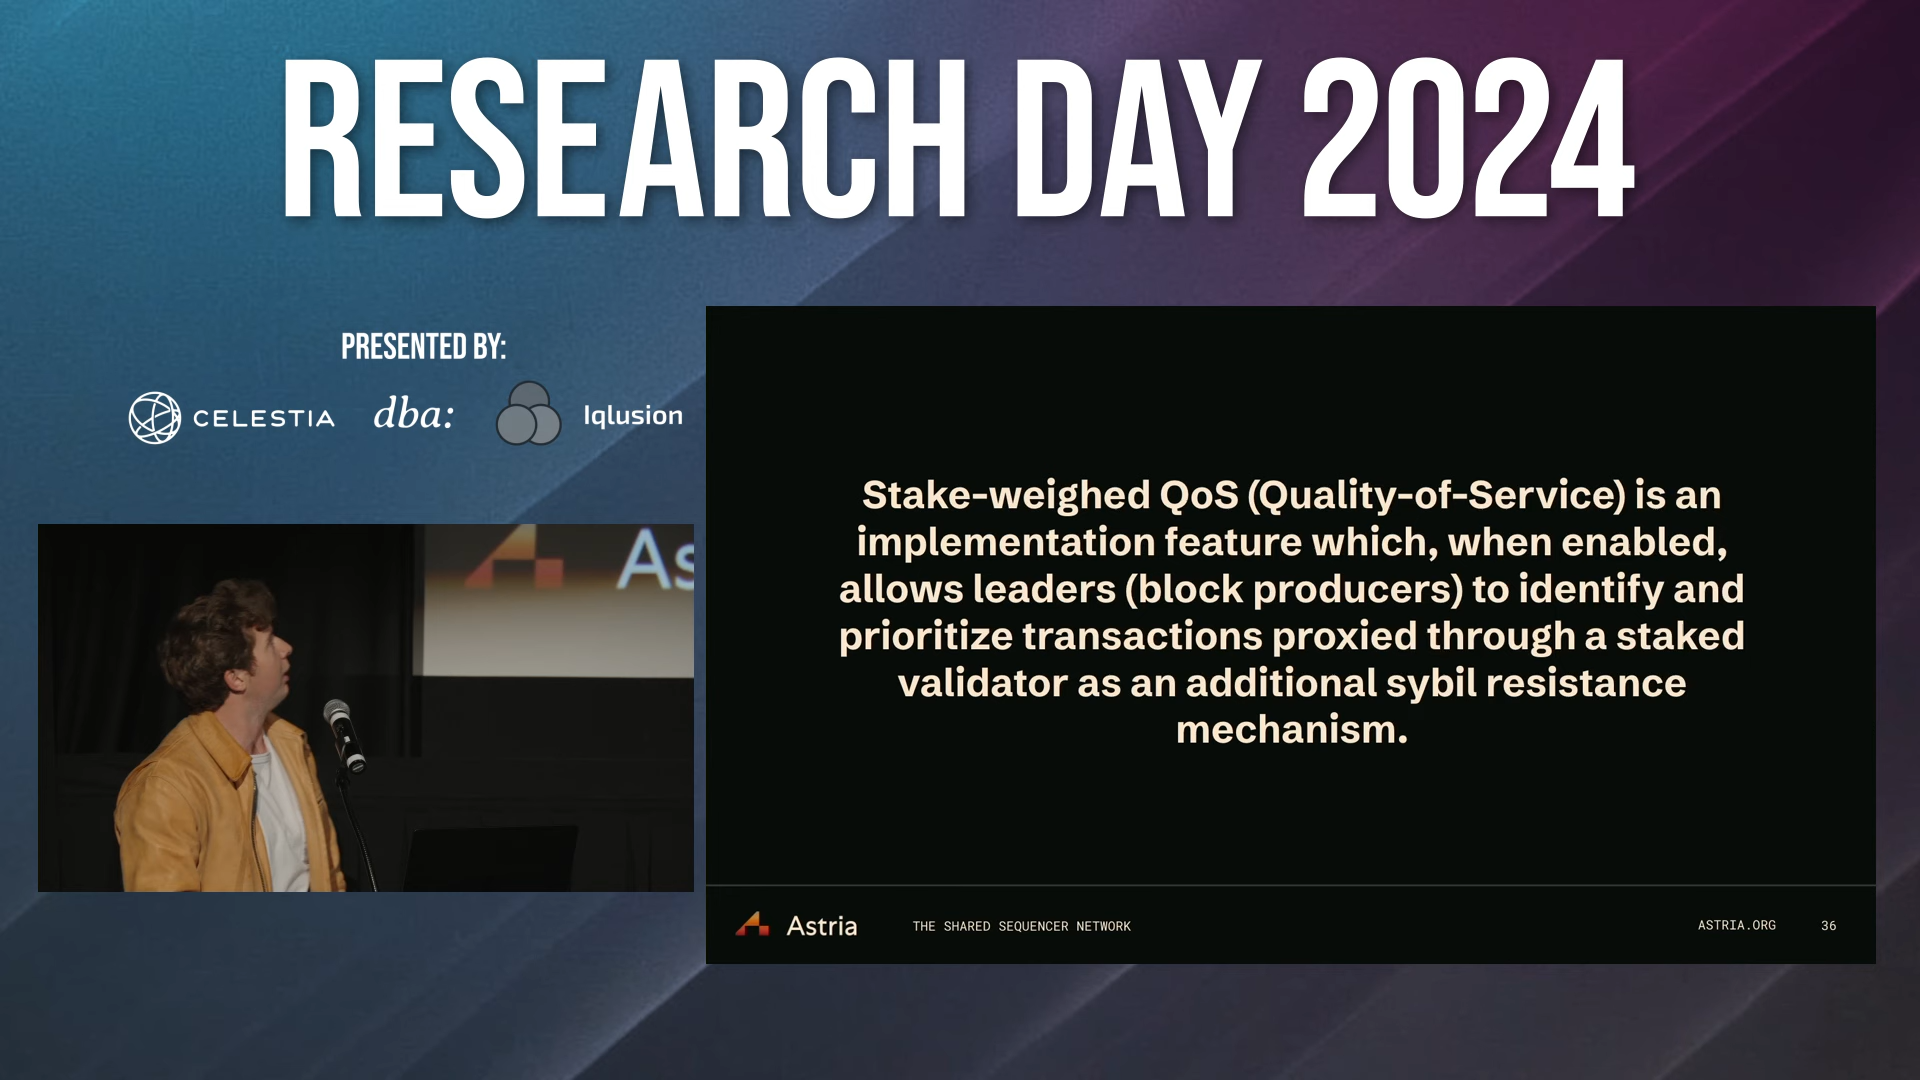 RESEARCH DAY 2024
PRESENTED BY:
CELESTIA
dba:
Iqlusion
As
Stake-weighed QoS (Quality-of-Service) is an
implementation feature which, when enabled,
allows leaders (block producers) to identify and
prioritize transactions proxied through a staked
validator as an additional sybil resistance
mechanism.
Astria
THE SHARED SEQUENCER NETWORK
ASTRIA.ORG
36